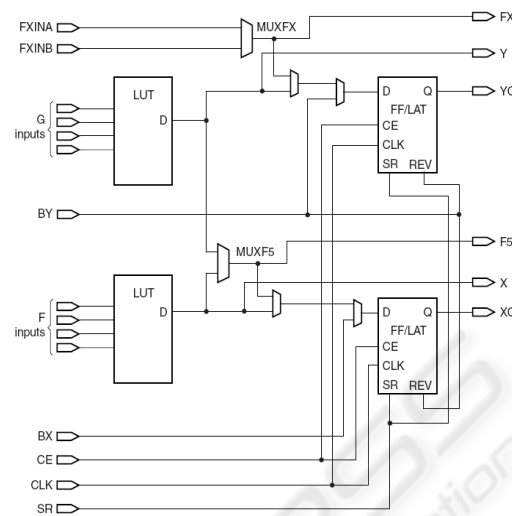 FXINA
FXINB
MUXFX
FX
Y
LUT
D
G
inputs
D
Q
FF/LAT
CE
CLK
SR
REV
YQ
BY
MUXF5
F5
X
LUT
D
F
inputs
D
Q
FF/LAT
CE
CLK
SR
REV
BX
CE
CLK
SR